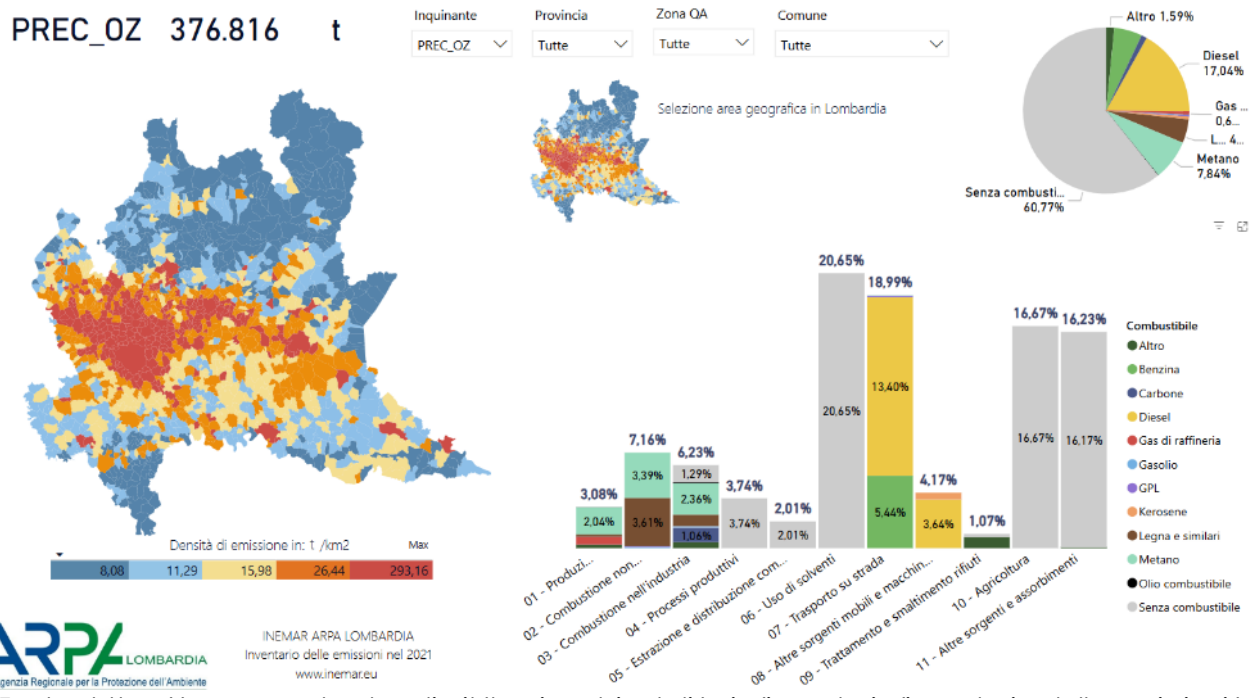 PREC_OZ 376.816 t
Inquinante
PREC_OZ
Provincia
Tutte
Zona QA
Tutte
Comune
Tutte
Selezione area geografica in Lombardia
Altro 1,59%
Diesel
17,04%
Gas ...
0,6...
L... 4...
Metano
7,84%
Senza combusti...
60,77%
Densità di emissione in: t /km2
Max
8,08 11,29 15,98 26,44 293,16
3,08%
2,04%
7,16%
3,39%
3,61%
6,23%
1,29%
2,36%
1,06%
3,74%
3,74%
2,01%
2,01%
20,65%
20,65%
18,99%
13,40%
5,44%
4,17%
3,64%
1,07%
16,67%
16,67%
16,23%
16,17%
01 - Produzi...
02 - Combustione non...
03 - Combustione nell'industria
04 - Processi produttivi
05 - Estrazione e distribuzione com...
06 - Uso di solventi
07 - Trasporto su strada
08 - Altre sorgenti mobili e macchin...
09 - Trattamento e smaltimento rifiuti
10 - Agricoltura
11 - Altre sorgenti e assorbimenti
Combustibile
Altro
Benzina
Carbone
Diesel
Gas di raffineria
Gasolio
GPL
Kerosene
Legna e similari
Metano
Olio combustibile
Senza combustibile
ARPA LOMBARDIA
Agenzia Regionale per la Protezione dell'Ambiente
INEMAR ARPA LOMBARDIA
Inventario delle emissioni nel 2021
www.inemar.eu